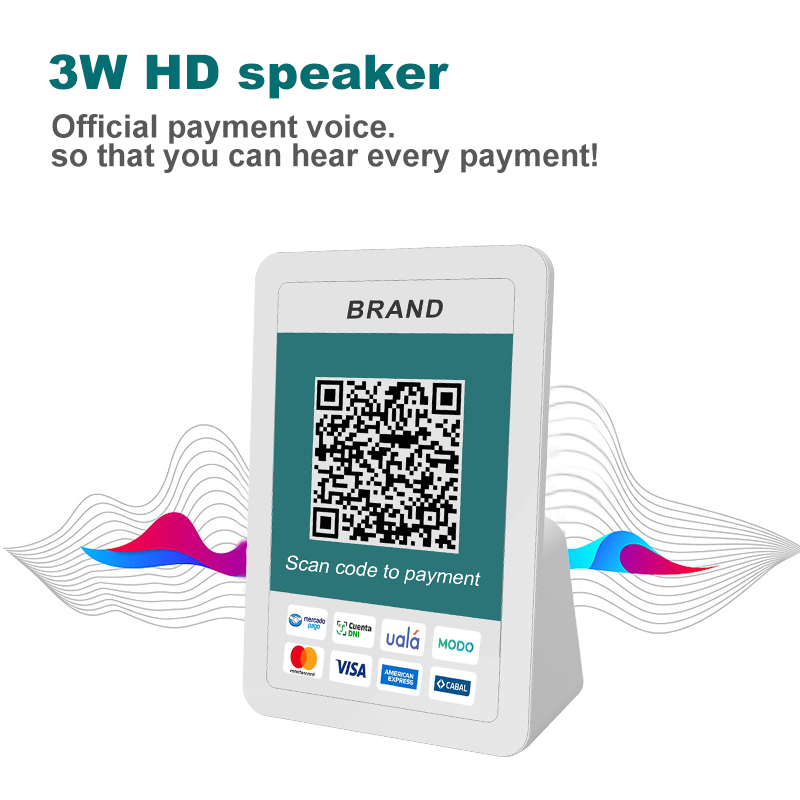 3W HD speaker
Official payment voice.
so that you can hear every payment!
BRAND
Scan code to payment
mercado
pago
Cuenta
DNI
ualá
MODO
mastercard
VISA
AMERICAN
EXPRESS
CABAL